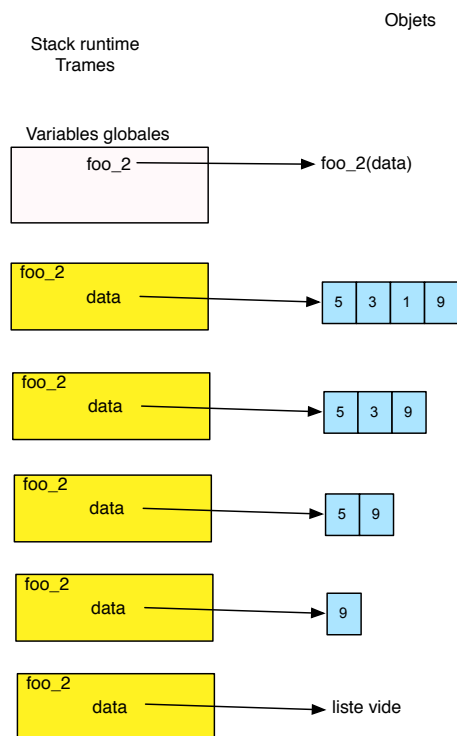 Objets
Stack runtime
Trames
Variables globales
foo_2
foo_2(data)
foo_2
data
5 3 1 9
foo_2
data
5 3 9
foo_2
data
5 9
foo_2
data
9
foo_2
data
liste vide